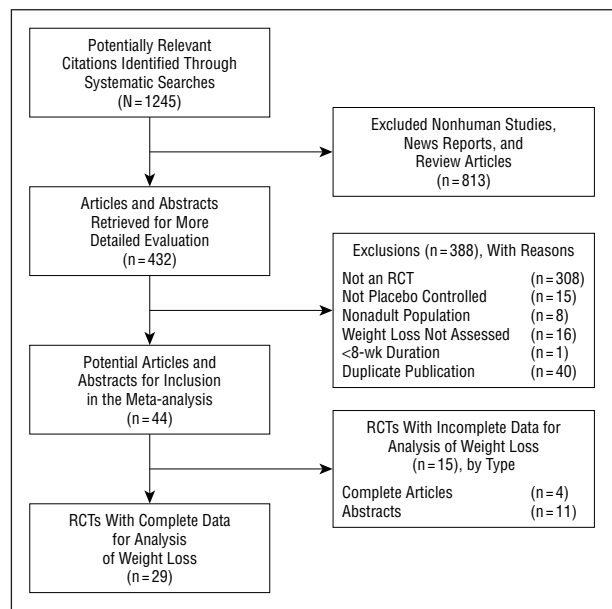 Potentially Relevant
Citations Identified Through
Systematic Searches
(N=1245)
Excluded Nonhuman Studies,
News Reports, and
Review Articles
(n=813)
Articles and Abstracts
Retrieved for More
Detailed Evaluation
(n=432)
Exclusions (n=388), With Reasons
Not an RCT (n=308)
Not Placebo Controlled (n=15)
Nonadult Population (n=8)
Weight Loss Not Assessed (n=16)
<8-wk Duration (n=1)
Duplicate Publication (n=40)
Potential Articles and
Abstracts for Inclusion
in the Meta-analysis
(n=44)
RCTs With Incomplete Data for
Analysis of Weight Loss
(n=15), by Type
Complete Articles (n=4)
Abstracts (n=11)
RCTs With Complete Data
for Analysis
of Weight Loss
(n=29)